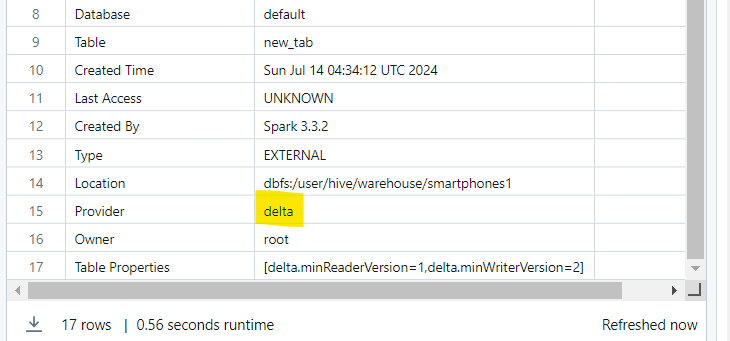 8 Database default
9 Table new_tab
10 Created Time Sun Jul 14 04:34:12 UTC 2024
11 Last Access UNKNOWN
12 Created By Spark 3.3.2
13 Type EXTERNAL
14 Location dbfs:/user/hive/warehouse/smartphones1
15 Provider delta
16 Owner root
17 Table Properties [delta.minReaderVersion=1,delta.minWriterVersion=2]
17 rows | 0.56 seconds runtime Refreshed now